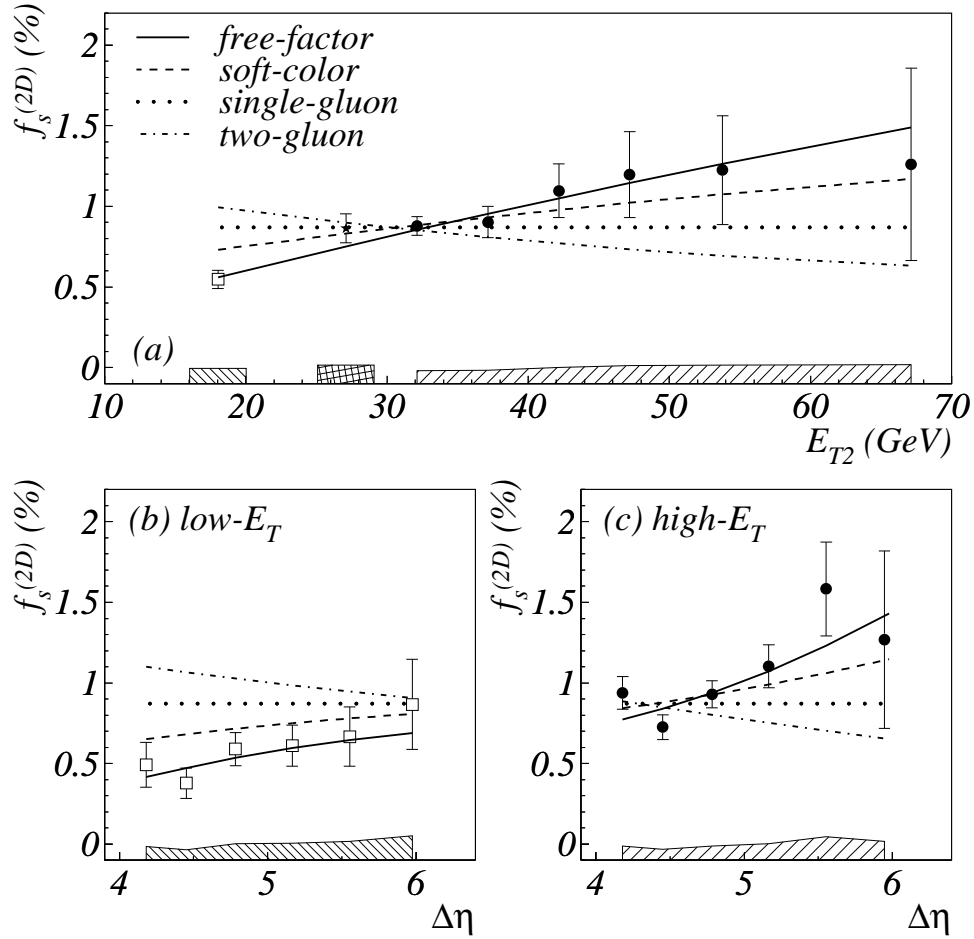 f_s^(2D) (%)
2
1.5
1
0.5
0
free-factor
soft-color
single-gluon
two-gluon
(a)
10 20 30 40 50 60 70
E_T2 (GeV)
f_s^(2D) (%)
2
1.5
1
0.5
0
(b) low-E_T
4 5 6
Δη
f_s^(2D) (%)
2
1.5
1
0.5
0
(c) high-E_T
4 5 6
Δη